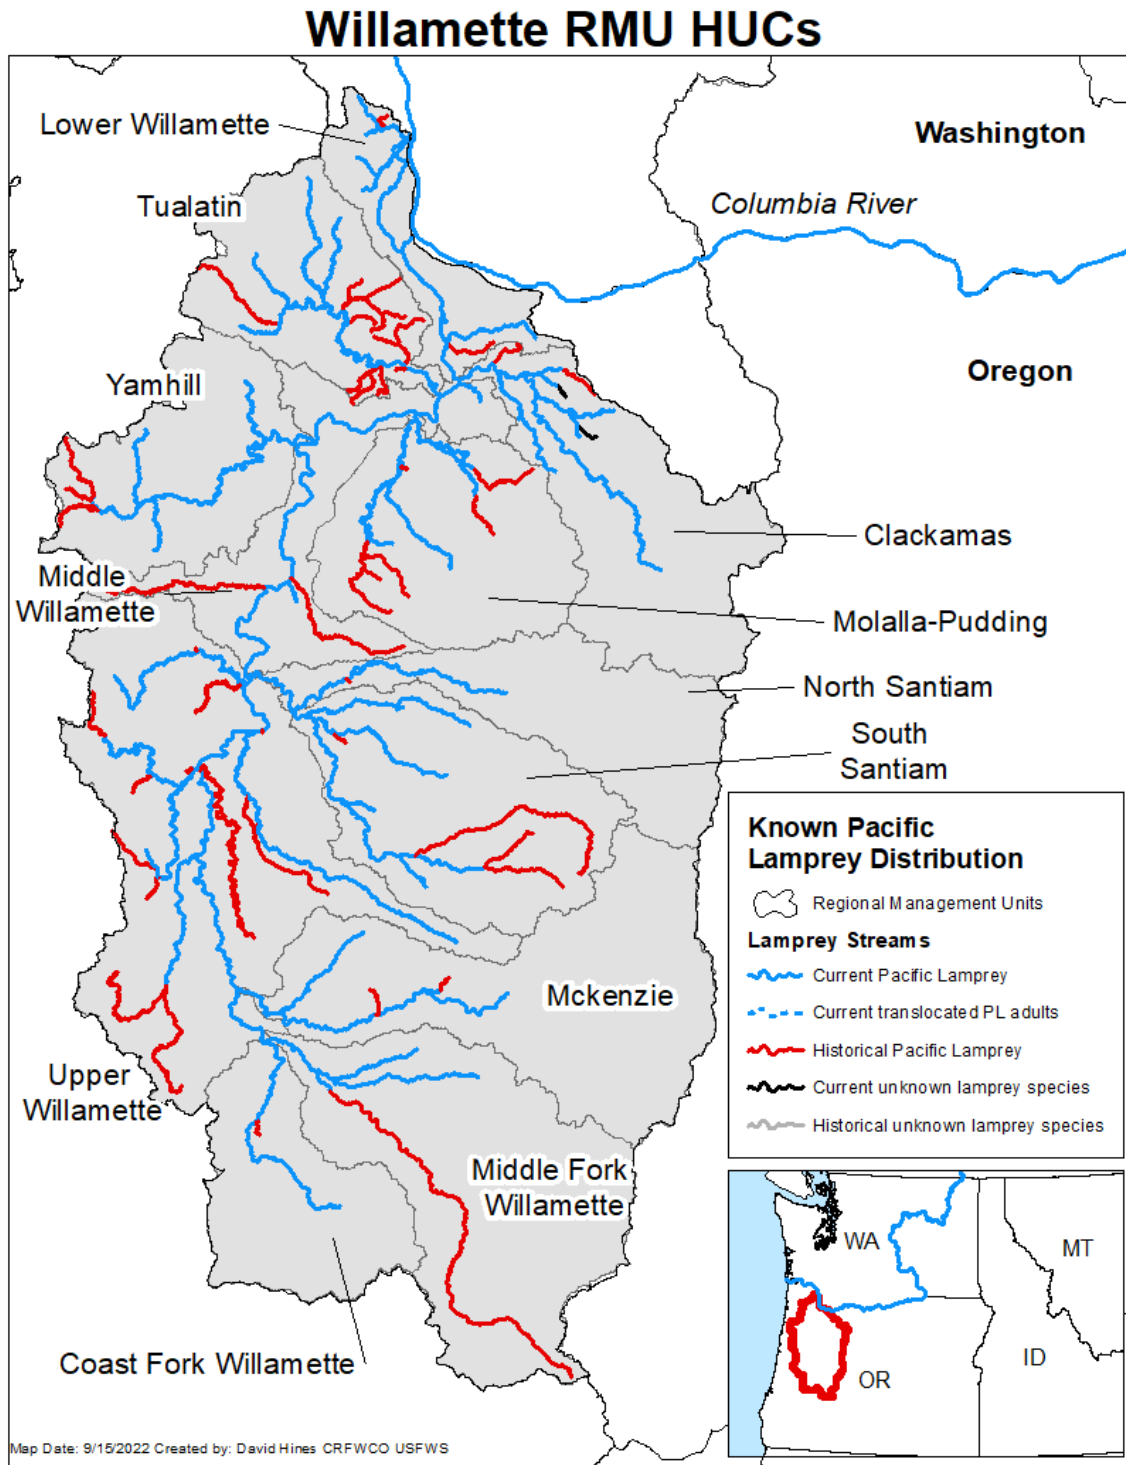 Willamette RMU HUCs
Lower Willamette
Washington
Tualatin
Columbia River
Oregon
Yamhill
Clackamas
Middle
Willamette
Molalla-Pudding
North Santiam
South
Santiam
Known Pacific
Lamprey Distribution
Regional Management Units
Lamprey Streams
Current Pacific Lamprey
Current translocated PL adults
Historical Pacific Lamprey
Current unknown lamprey species
Historical unknown lamprey species
Mckenzie
Upper
Willamette
Middle Fork
Willamette
Coast Fork Willamette
WA
MT
ID
OR
Map Date: 9/15/2022 Created by: David Hines CRFWCO USFWS